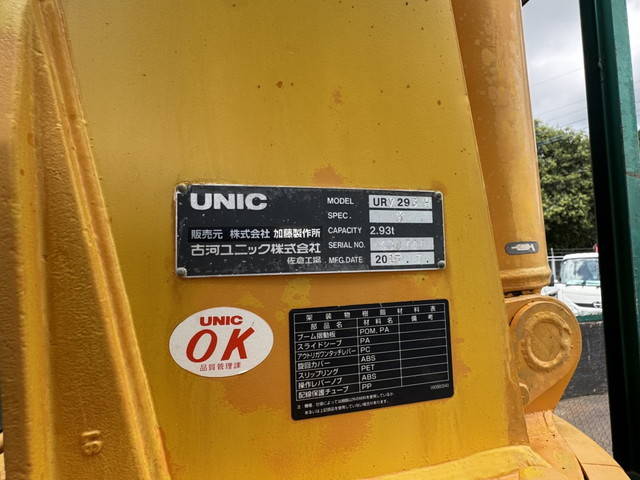 UNIC
MODEL
SPEC.
販売元 株式会社 加藤製作所
CAPACITY 2.93t
古河ユニック株式会社
SERIAL NO.
佐倉工場
MFG.DATE
UNIC
OK
品質管理課
架装物樹脂材料表
部品名 材料名 備考
ブーム摺動板 POM, PA
スライドシーブ PA
アウトリガワンタッチレバー PC
旋回カバー ABS
スリップリング PET
操作レバーノブ ABS
配線保護チューブ PP